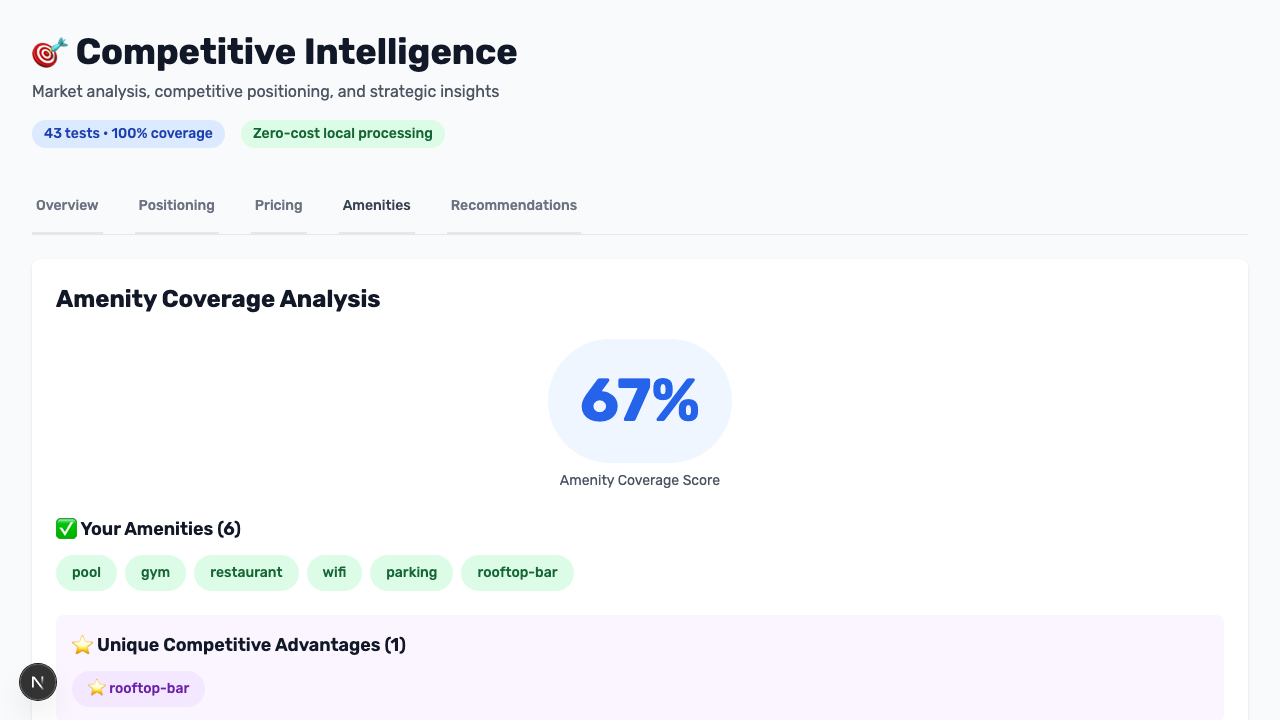 🎯 Competitive Intelligence
Market analysis, competitive positioning, and strategic insights
43 tests • 100% coverage Zero-cost local processing
Overview Positioning Pricing Amenities Recommendations
Amenity Coverage Analysis
67%
Amenity Coverage Score
✅ Your Amenities (6)
pool gym restaurant wifi parking rooftop-bar
⭐ Unique Competitive Advantages (1)
⭐ rooftop-bar
N